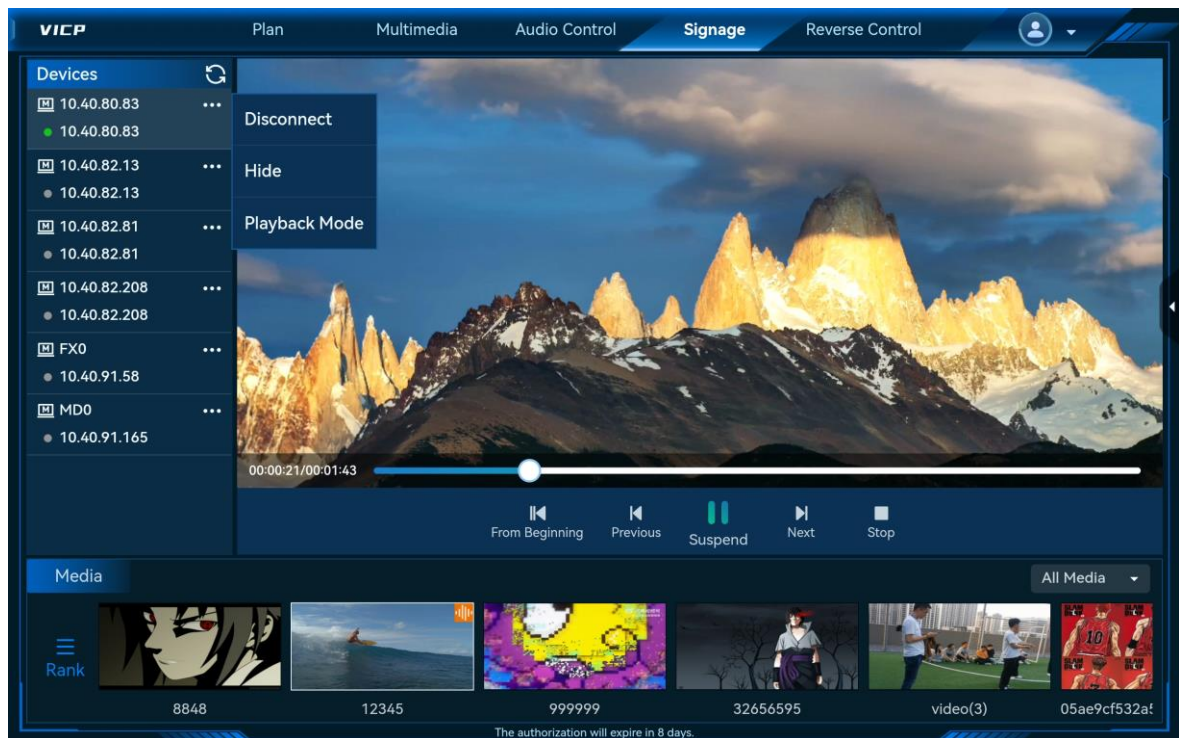 VICP
Plan Multimedia Audio Control Signage Reverse Control
Devices
10.40.80.83
10.40.80.83
Disconnect
Hide
Playback Mode
10.40.82.13
10.40.82.13
10.40.82.81
10.40.82.81
10.40.82.208
10.40.82.208
FX0
10.40.91.58
MD0
10.40.91.165
00:00:21/00:01:43
From Beginning Previous Suspend Next Stop
Media
All Media
Rank
SLAM
SLAM
10
8848 12345 999999 32656595 video(3) 05ae9cf532a
The authorization will expire in 8 days.